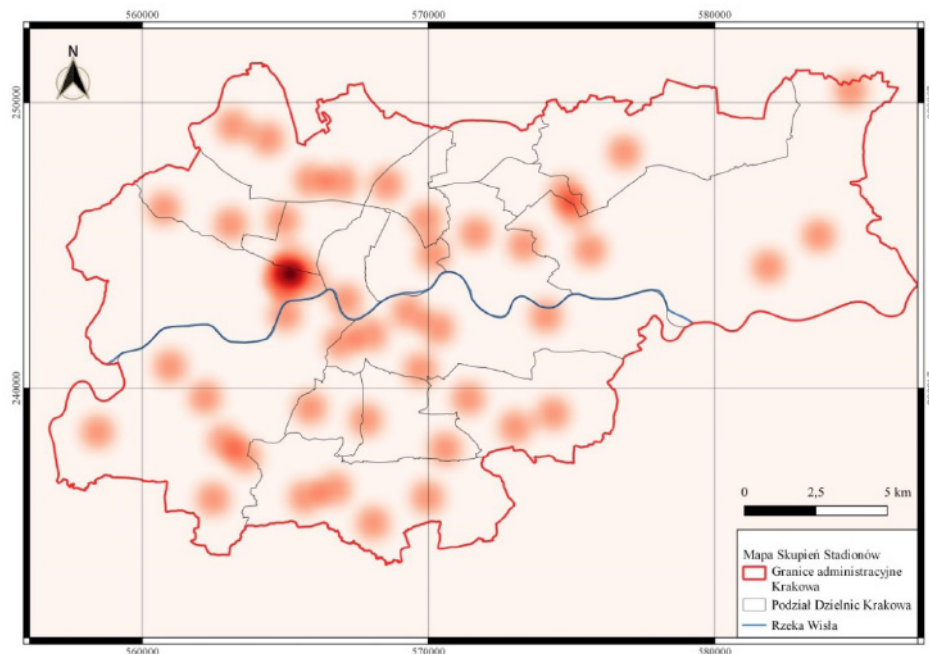 560000
570000
580000
N
250000
240000
0
2,5
5 km
Mapa Skupień Stadionów
Granice administracyjne
Krakowa
Podział Dzielnic Krakowa
Rzeka Wisła
560000
570000
580000